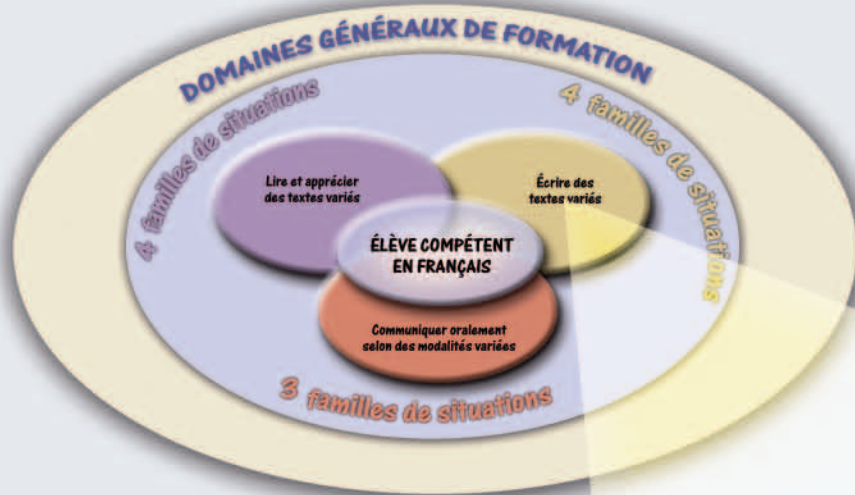 DOMAINES GÉNÉRAUX DE FORMATION
4 familles de situations
4 familles de situations
Lire et apprécier
des textes variés
Écrire des
textes variés
ÉLÈVE COMPÉTENT
EN FRANÇAIS
Communiquer oralement
selon des modalités variées
3 familles de situations